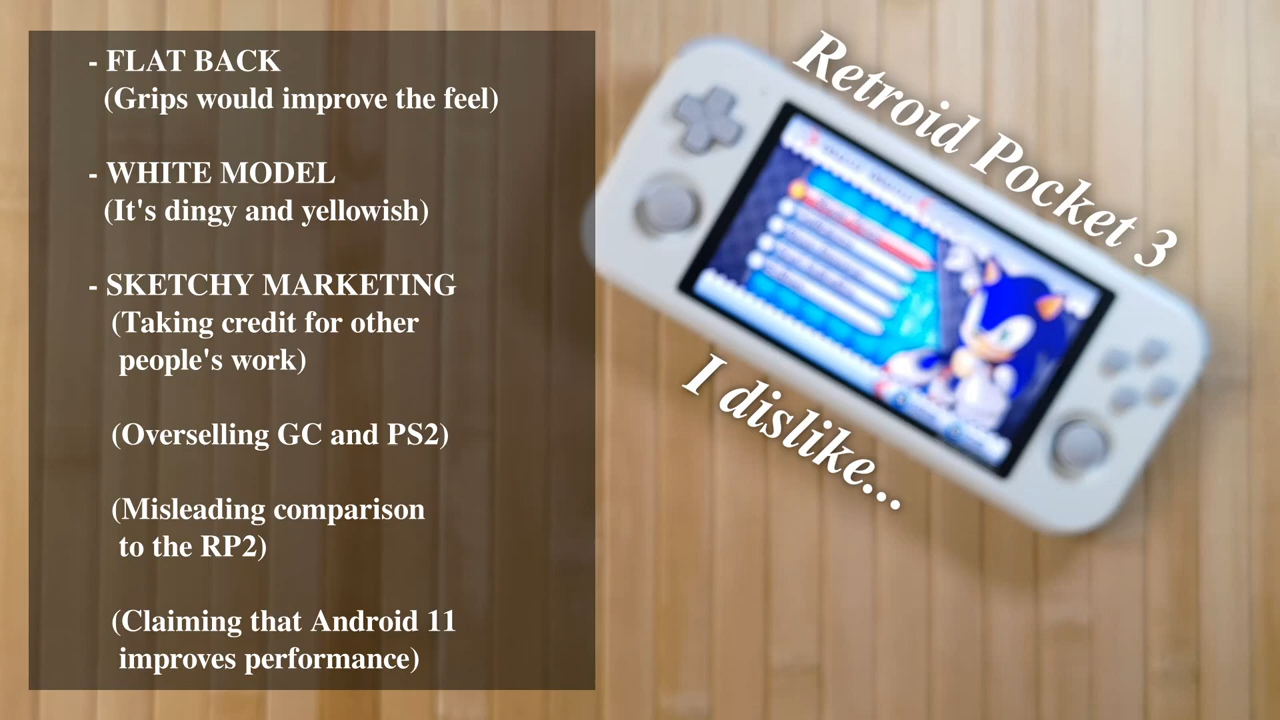 - FLAT BACK
(Grips would improve the feel)
- WHITE MODEL
(It's dingy and yellowish)
- SKETCHY MARKETING
(Taking credit for other
people's work)
(Overselling GC and PS2)
(Misleading comparison
to the RP2)
(Claiming that Android 11
improves performance)
Retroid Pocket 3
I dislike...